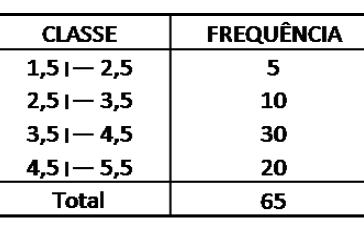 CLASSE FREQUÊNCIA
1,5 ı— 2,5 5
2,5 ı— 3,5 10
3,5 ı— 4,5 30
4,5 ı— 5,5 20
Total 65